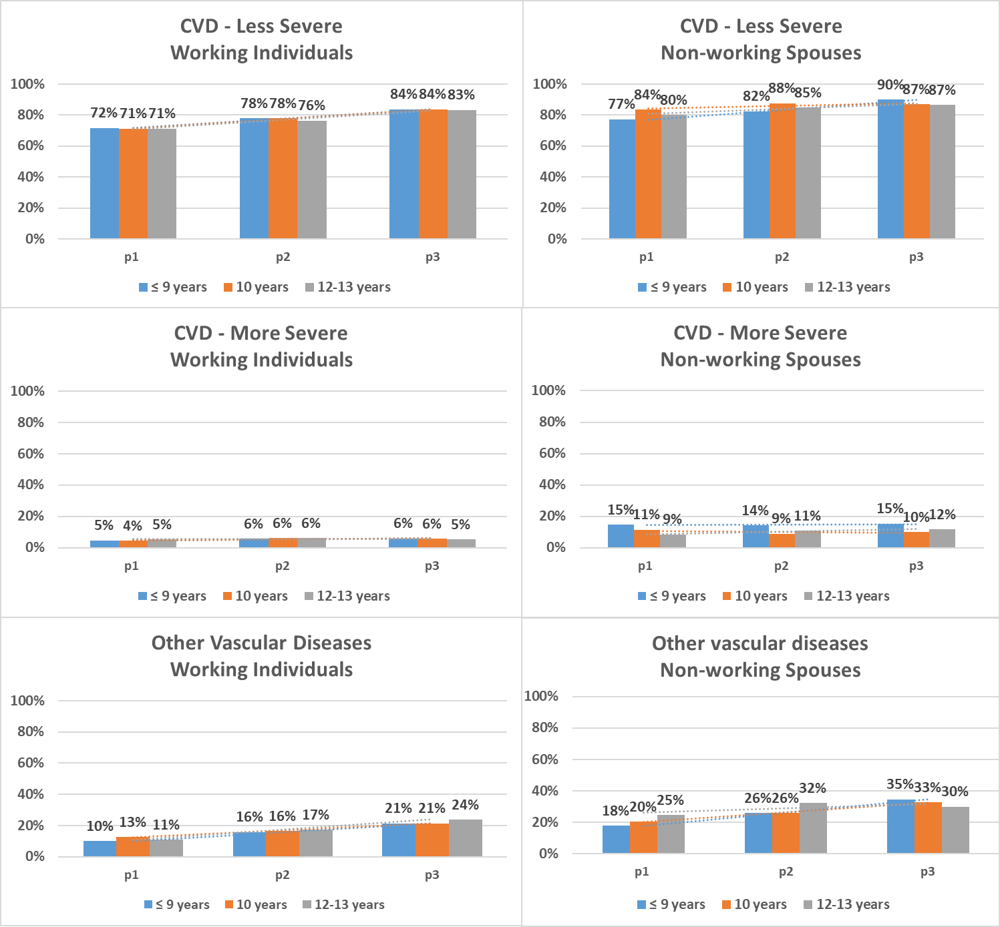 CVD - Less Severe
Working Individuals
100%
80%
60%
40%
20%
0%
72% 71% 71%
78% 78% 76%
84% 84% 83%
p1 p2 p3
≤ 9 years 10 years 12-13 years
CVD - Less Severe
Non-working Spouses
100%
80%
60%
40%
20%
0%
77% 84% 80%
82% 88% 85%
90% 87% 87%
p1 p2 p3
≤ 9 years 10 years 12-13 years
CVD - More Severe
Working Individuals
100%
80%
60%
40%
20%
0%
5% 4% 5%
6% 6% 6%
6% 6% 5%
p1 p2 p3
≤ 9 years 10 years 12-13 years
CVD - More Severe
Non-working Spouses
100%
80%
60%
40%
20%
0%
15% 11% 9%
14% 9% 11%
15% 10% 12%
p1 p2 p3
≤ 9 years 10 years 12-13 years
Other Vascular Diseases
Working Individuals
100%
80%
60%
40%
20%
0%
10% 13% 11%
16% 16% 17%
21% 21% 24%
p1 p2 p3
≤ 9 years 10 years 12-13 years
Other vascular diseases
Non-working Spouses
100%
80%
60%
40%
20%
0%
18% 20% 25%
26% 26% 32%
35% 33% 30%
p1 p2 p3
≤ 9 years 10 years 12-13 years